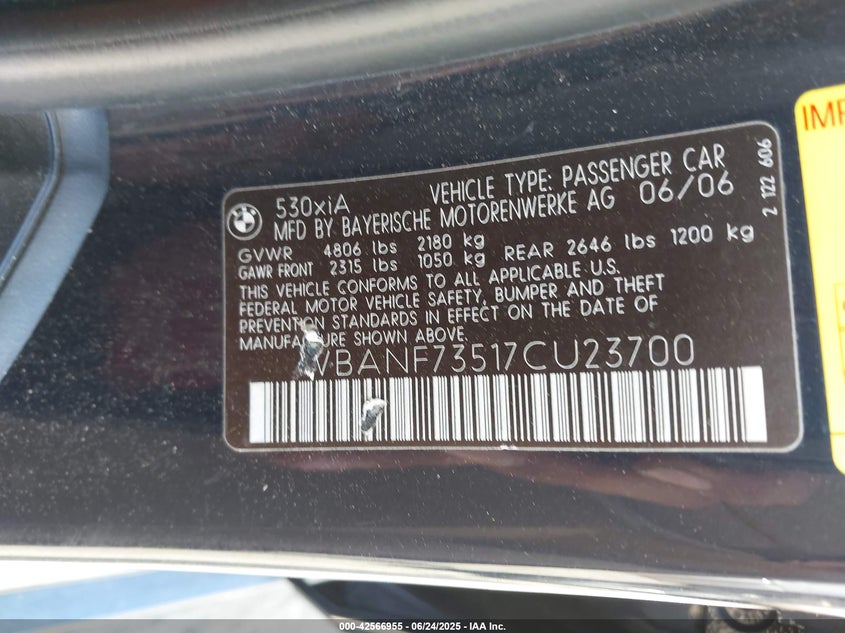 530xiA VEHICLE TYPE: PASSENGER CAR
MFD BY BAYERISCHE MOTORENWERKE AG 06/06
GVWR 4806 lbs 2180 kg
GAWR FRONT 2315 lbs 1050 kg REAR 2646 lbs 1200 kg
THIS VEHICLE CONFORMS TO ALL APPLICABLE U.S.
FEDERAL MOTOR VEHICLE SAFETY, BUMPER AND THEFT
PREVENTION STANDARDS IN EFFECT ON THE DATE OF
MANUFACTURE SHOWN ABOVE.
WBANF73517CU23700
2 122 606
IMP
000-42566955 - 06/24/2025 - IAA Inc.